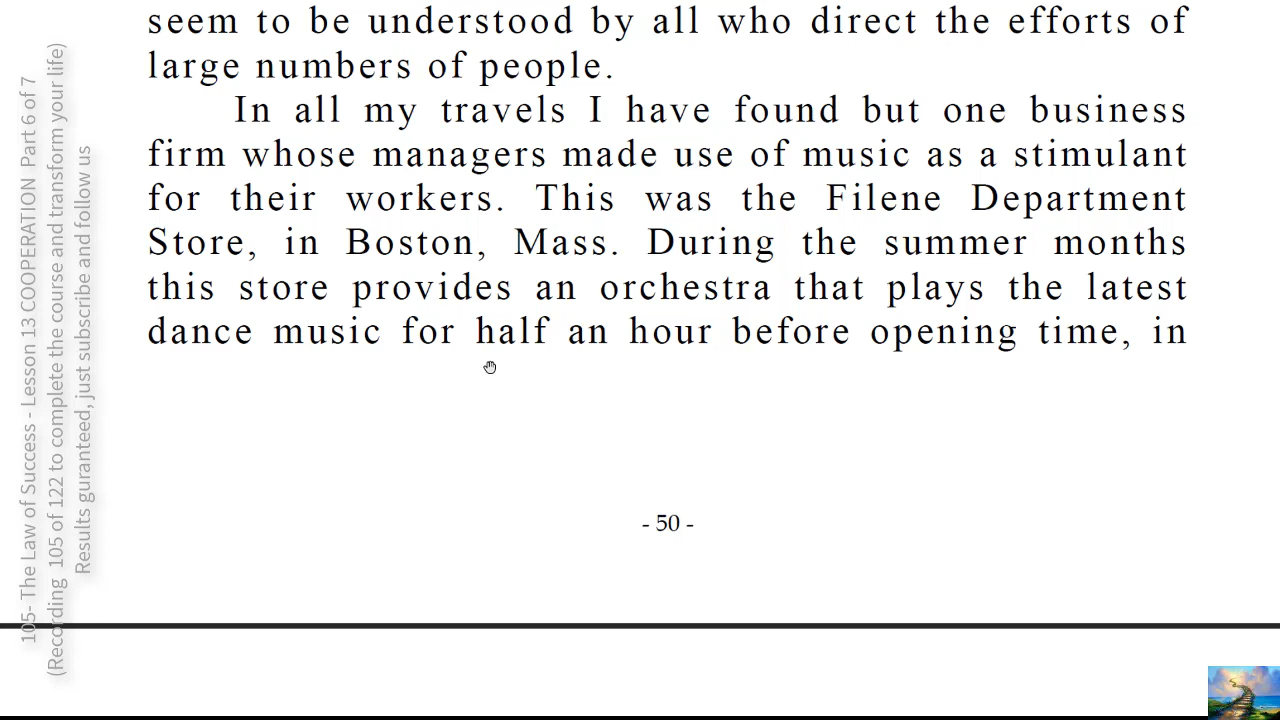 seem to be understood by all who direct the efforts of
large numbers of people.
In all my travels I have found but one business
firm whose managers made use of music as a stimulant
for their workers. This was the Filene Department
Store, in Boston, Mass. During the summer months
this store provides an orchestra that plays the latest
dance music for half an hour before opening time, in
- 50 -
105- The Law of Success - Lesson 13 COOPERATION Part 6 of 7
(Recording 105 of 122 to complete the course and transform your life)
Results guranteed, just subscribe and follow us